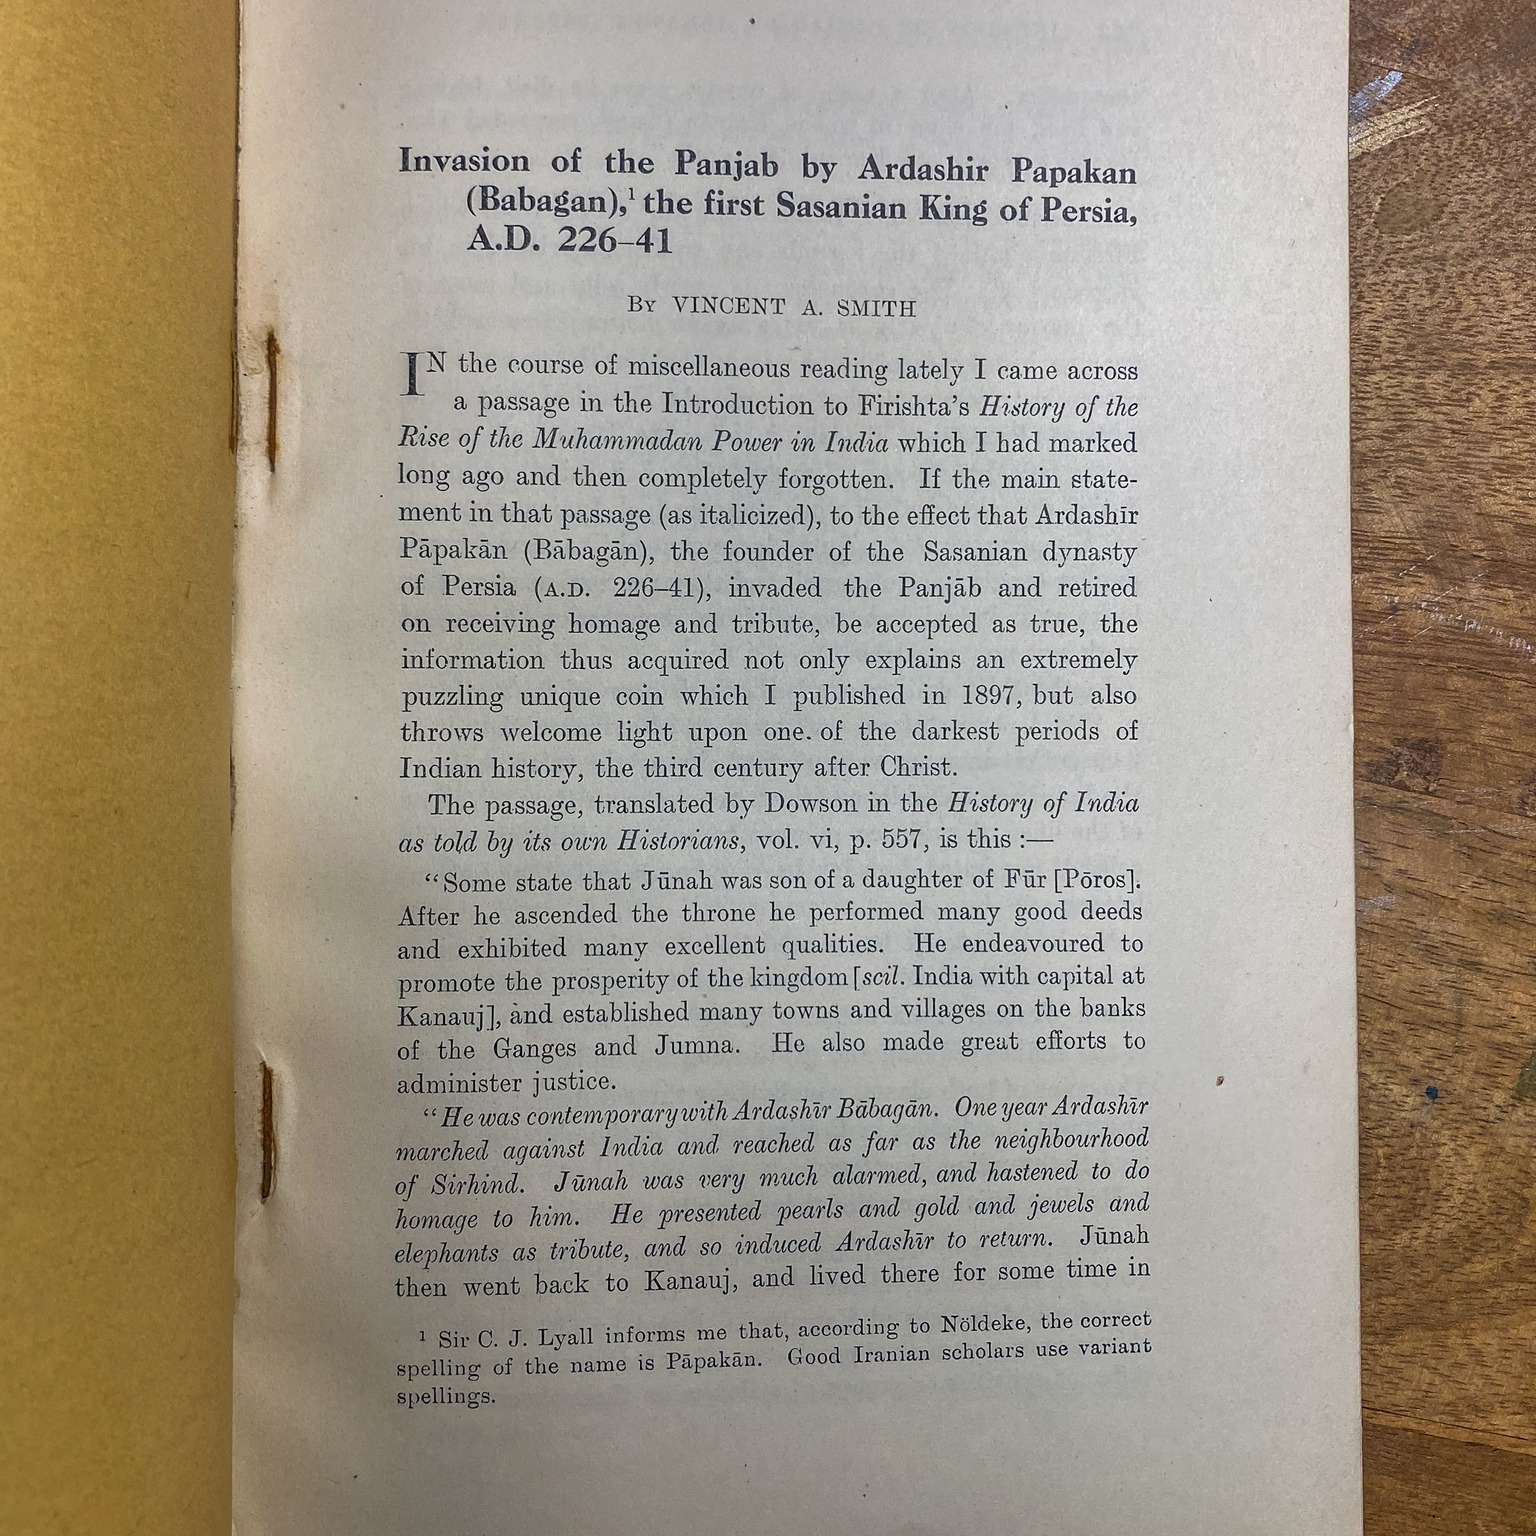 Invasion of the Panjab by Ardashir Papakan
(Babagan),¹ the first Sasanian King of Persia,
A.D. 226–41
By VINCENT A. SMITH
IN the course of miscellaneous reading lately I came across
a passage in the Introduction to Firishta's History of the
Rise of the Muhammadan Power in India which I had marked
long ago and then completely forgotten. If the main state-
ment in that passage (as italicized), to the effect that Ardashīr
Pāpakān (Bābagān), the founder of the Sasanian dynasty
of Persia (A.D. 226–41), invaded the Panjāb and retired
on receiving homage and tribute, be accepted as true, the
information thus acquired not only explains an extremely
puzzling unique coin which I published in 1897, but also
throws welcome light upon one. of the darkest periods of
Indian history, the third century after Christ.
The passage, translated by Dowson in the History of India
as told by its own Historians, vol. vi, p. 557, is this :—
"Some state that Jūnah was son of a daughter of Fūr [Pōros].
After he ascended the throne he performed many good deeds
and exhibited many excellent qualities. He endeavoured to
promote the prosperity of the kingdom [scil. India with capital at
Kanauj], and established many towns and villages on the banks
of the Ganges and Jumna. He also made great efforts to
administer justice.
"He was contemporary with Ardashīr Bābagān. One year Ardashīr
marched against India and reached as far as the neighbourhood
of Sirhind. Jūnah was very much alarmed, and hastened to do
homage to him. He presented pearls and gold and jewels and
elephants as tribute, and so induced Ardashīr to return. Jūnah
then went back to Kanauj, and lived there for some time in
¹ Sir C. J. Lyall informs me that, according to Nöldeke, the correct
spelling of the name is Pāpakān. Good Iranian scholars use variant
spellings.